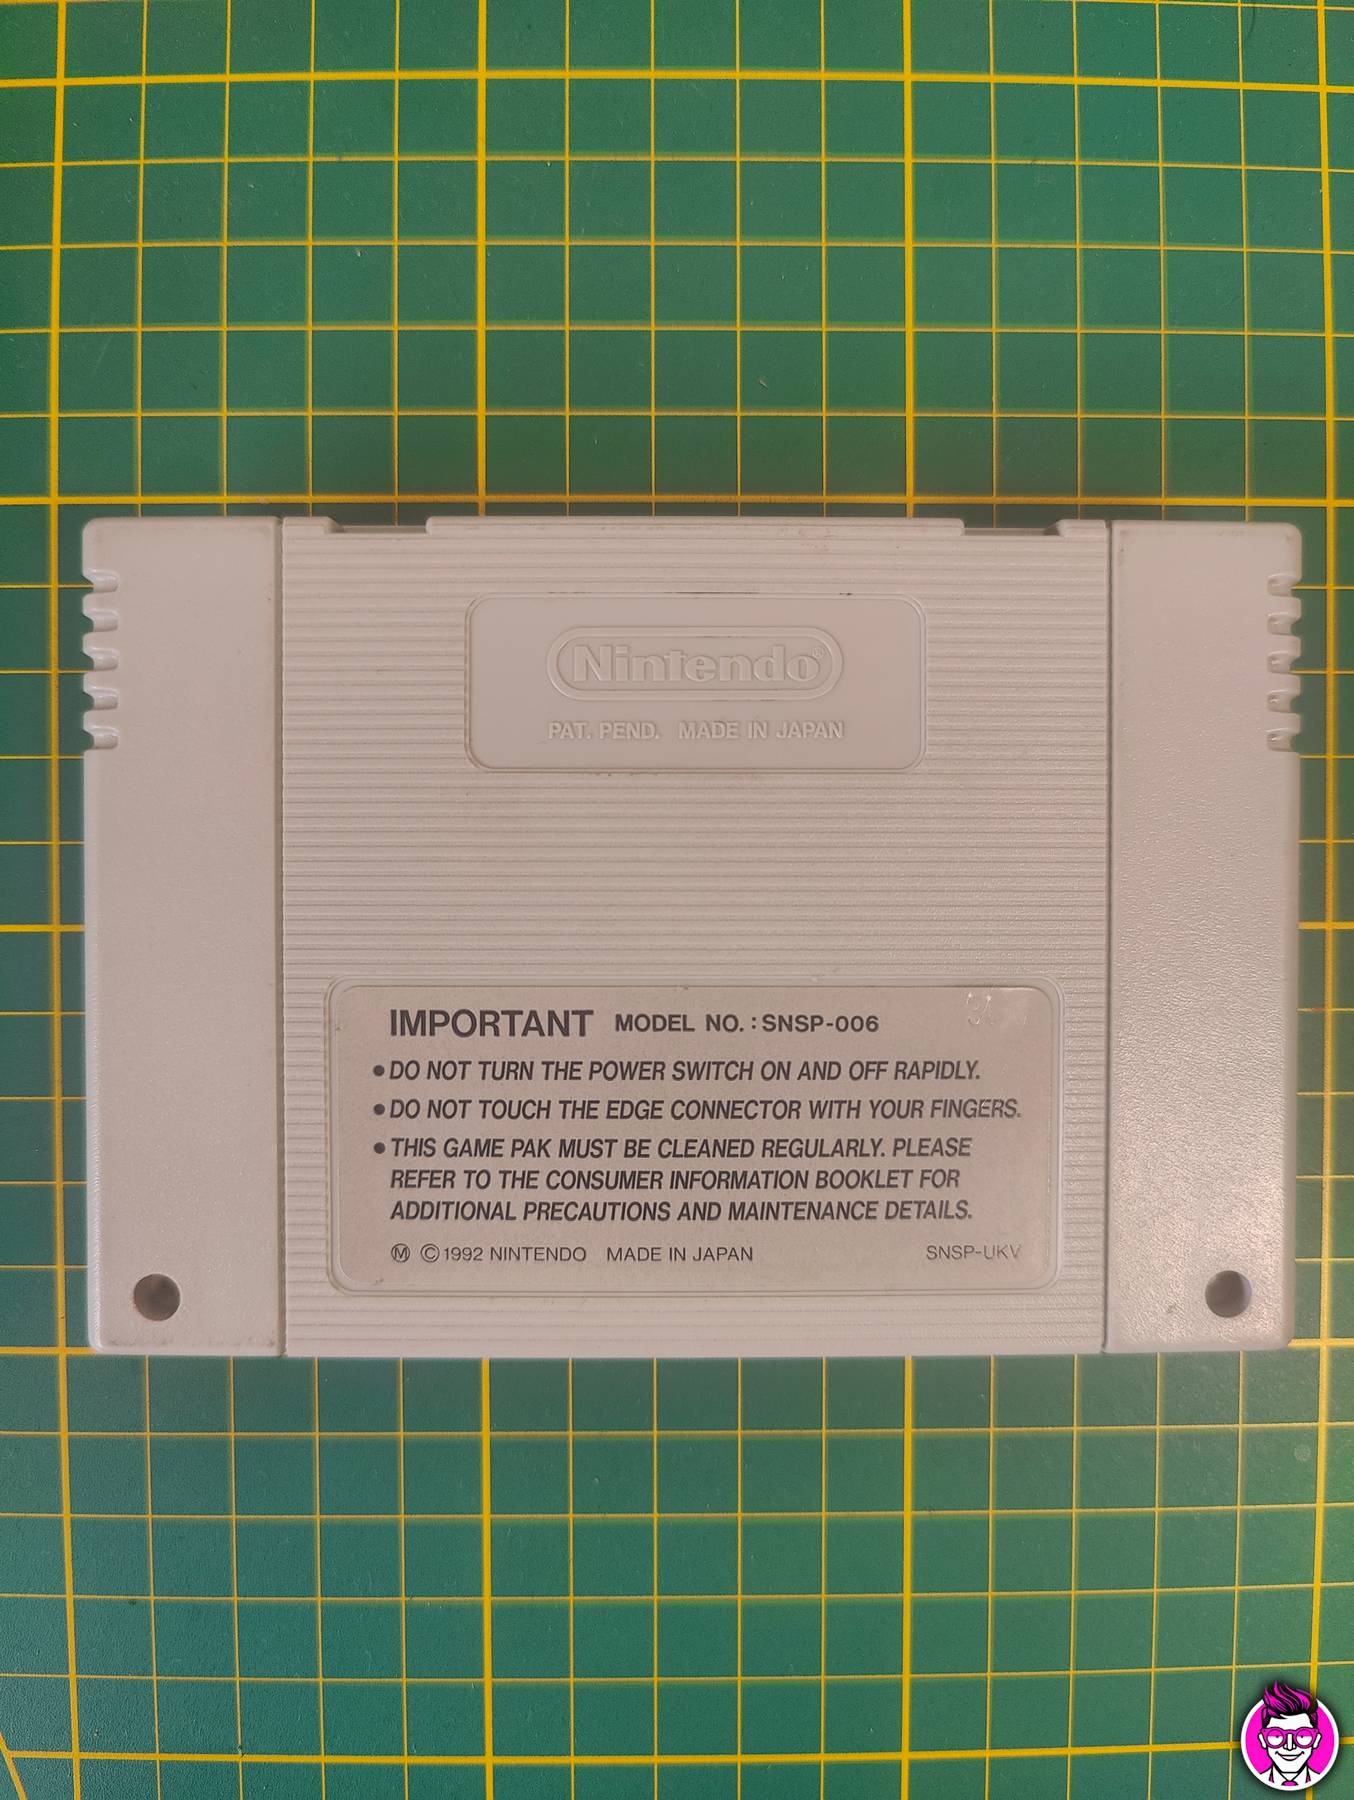 Nintendo®
PAT. PEND. MADE IN JAPAN
IMPORTANT MODEL NO. : SNSP-006
● DO NOT TURN THE POWER SWITCH ON AND OFF RAPIDLY.
● DO NOT TOUCH THE EDGE CONNECTOR WITH YOUR FINGERS.
● THIS GAME PAK MUST BE CLEANED REGULARLY. PLEASE
REFER TO THE CONSUMER INFORMATION BOOKLET FOR
ADDITIONAL PRECAUTIONS AND MAINTENANCE DETAILS.
Ⓜ ©1992 NINTENDO MADE IN JAPAN SNSP-UKV